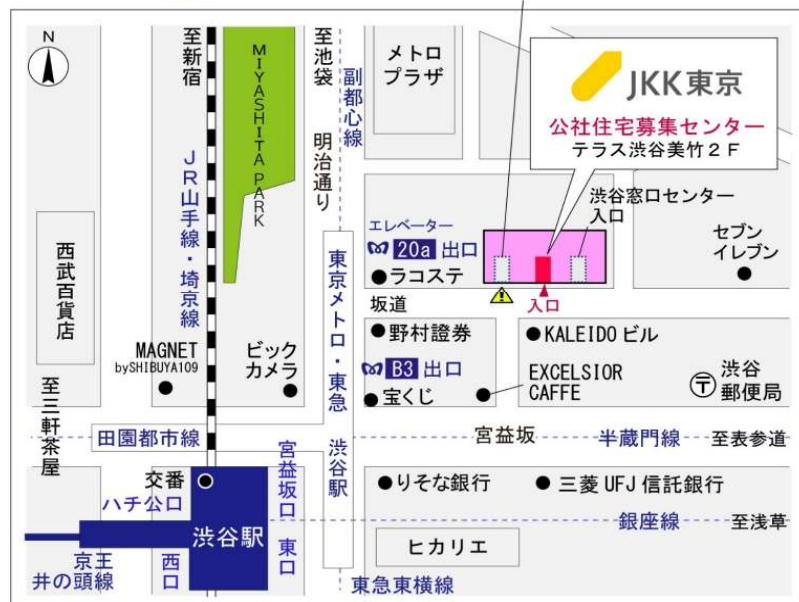 N
至新宿
MIYASHITA PARK
至池袋
副都心線
明治通り
メトロ
プラザ
JKK東京
公社住宅募集センター
テラス渋谷美竹2F
JR山手線・埼京線
西武百貨店
エレベーター
20a 出口
ラコステ
渋谷窓口センター
入口
セブン
イレブン
入口
坂道
東京メトロ・東急 渋谷駅
野村證券
KALEIDO ビル
MAGNET
bySHIBUYA109
ビック
カメラ
B3 出口
宝くじ
EXCELSIOR
CAFFE
渋谷
郵便局
至三軒茶屋
田園都市線
宮益坂
半蔵門線
至表参道
交番
ハチ公口
宮益坂口
りそな銀行
三菱UFJ信託銀行
渋谷駅
銀座線
至浅草
京王
井の頭線
西口
東口
ヒカリエ
東急東横線